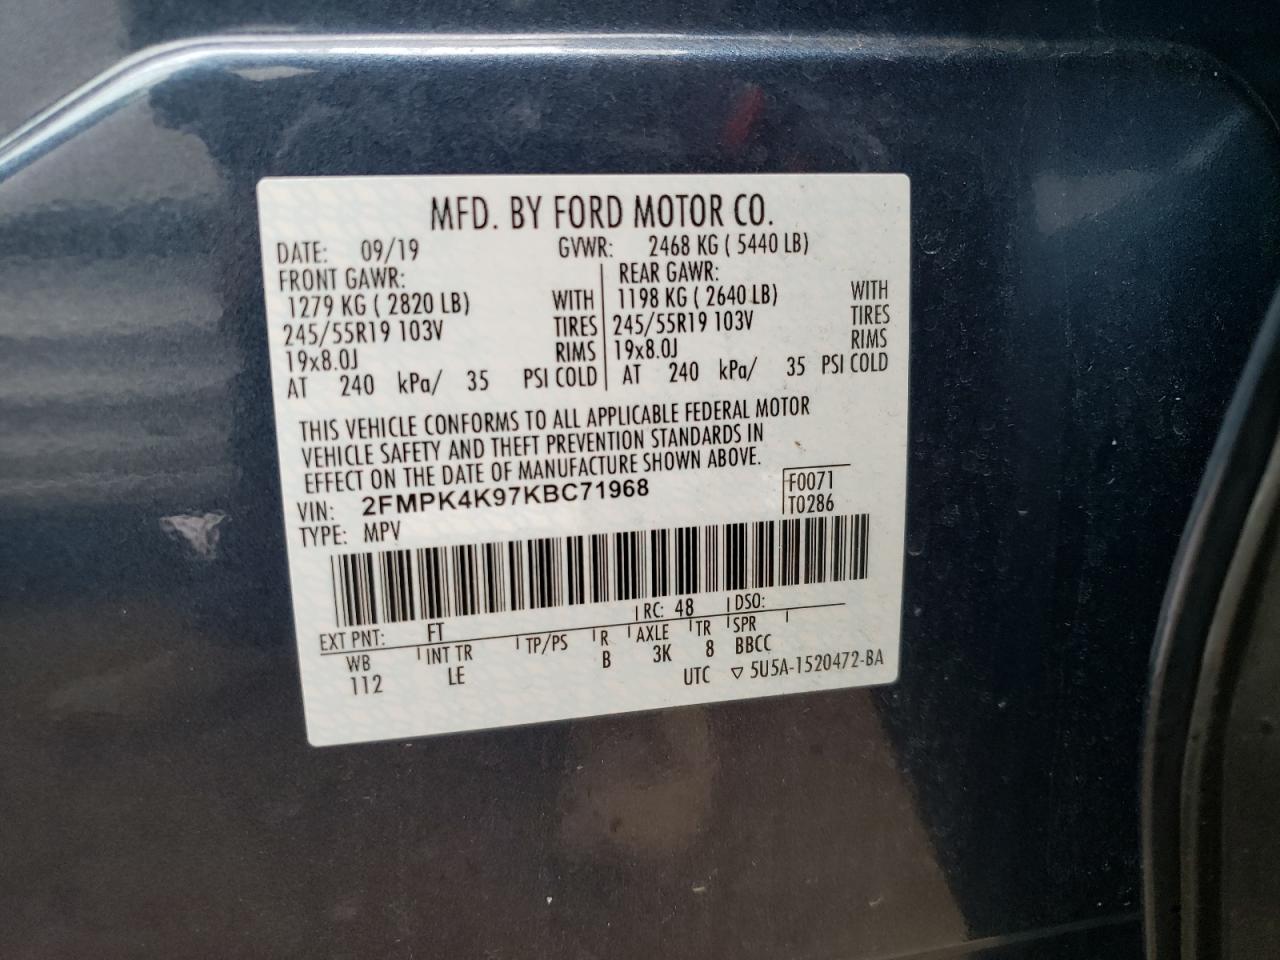 MFD. BY FORD MOTOR CO.
DATE: 09/19 GVWR: 2468 KG ( 5440 LB)
FRONT GAWR: REAR GAWR:
1279 KG ( 2820 LB) WITH 1198 KG ( 2640 LB) WITH
245/55R19 103V TIRES 245/55R19 103V TIRES
19x8.0J RIMS 19x8.0J RIMS
AT 240 kPa/ 35 PSI COLD AT 240 kPa/ 35 PSI COLD
THIS VEHICLE CONFORMS TO ALL APPLICABLE FEDERAL MOTOR
VEHICLE SAFETY AND THEFT PREVENTION STANDARDS IN
EFFECT ON THE DATE OF MANUFACTURE SHOWN ABOVE.
VIN: 2FMPK4K97KBC71968 F0071
TYPE: MPV T0286
EXT PNT: FT RC: 48 DSO:
WB INT TR TP/PS R AXLE TR SPR
112 LE B 3K 8 BBCC
UTC ▽ 5U5A-1520472-BA